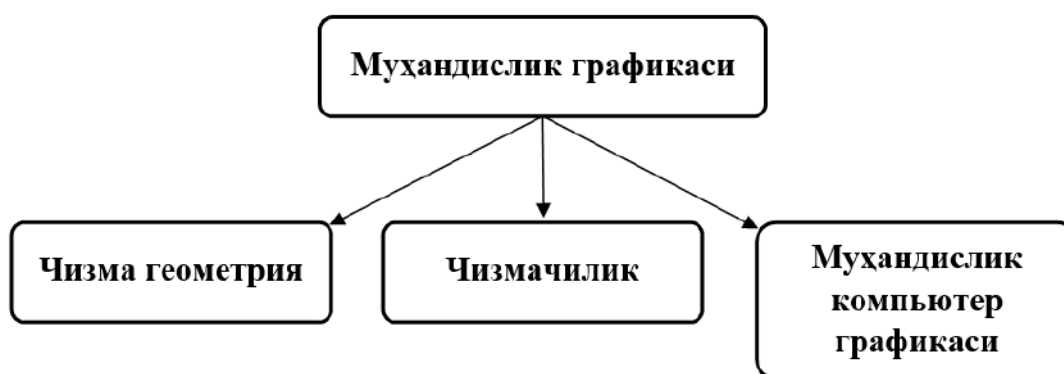 Муҳандислик графикаси
Чизма геометрия
Чизмачилик
Муҳандислик
компьютер
графикаси